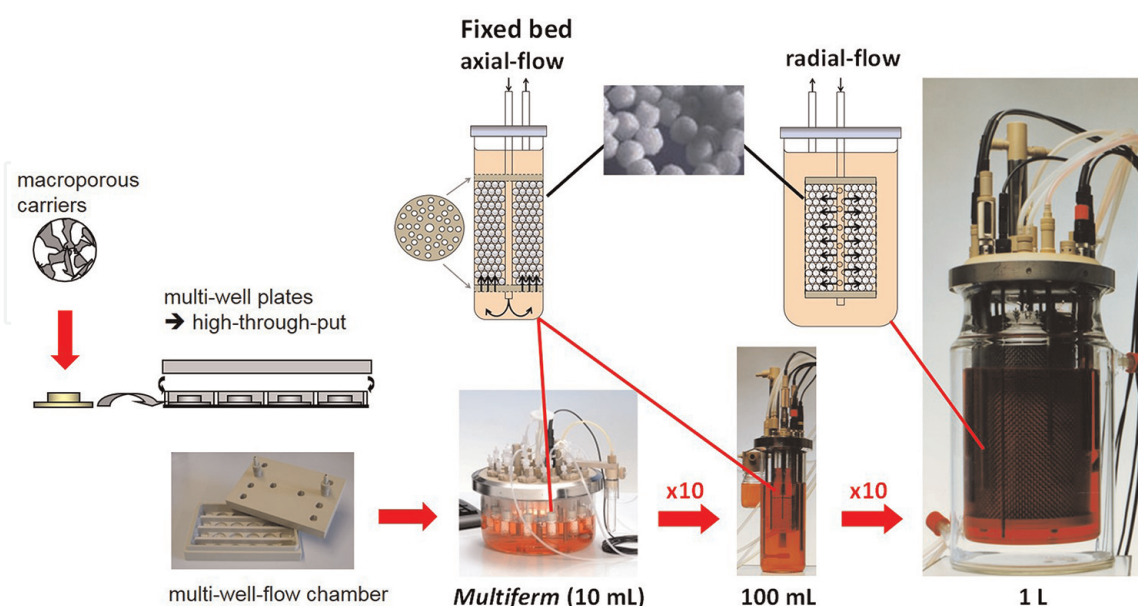 Fixed bed
axial-flow
radial-flow
macroporous
carriers
multi-well plates
➔ high-through-put
x10
x10
multi-well-flow chamber
Multiferm (10 mL)
100 mL
1 L